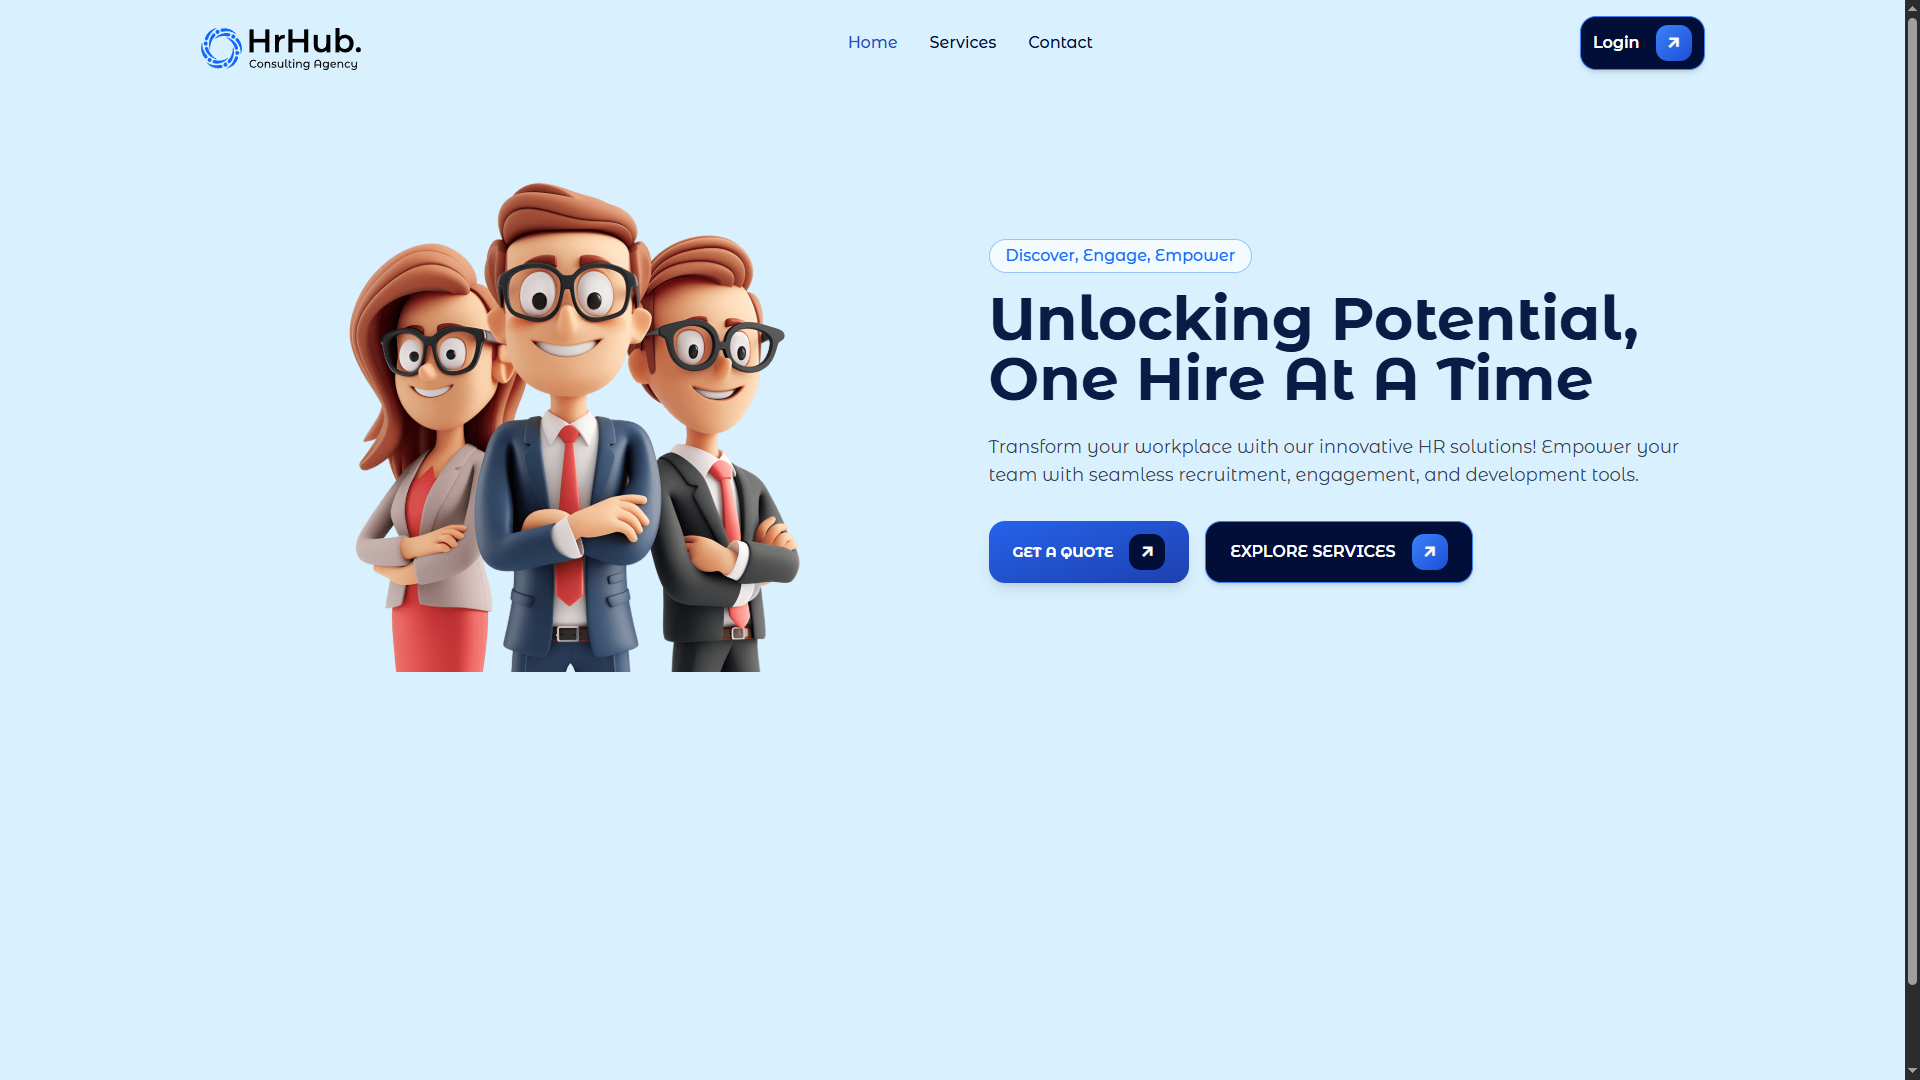 HrHub.
Consulting Agency
Home
Services
Contact
Login
Discover, Engage, Empower
Unlocking Potential,
One Hire At A Time
Transform your workplace with our innovative HR solutions! Empower your
team with seamless recruitment, engagement, and development tools.
GET A QUOTE
EXPLORE SERVICES